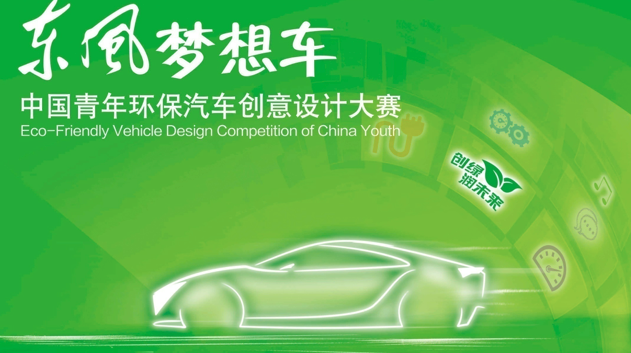 东风梦想车
中国青年环保汽车创意设计大赛
Eco-Friendly Vehicle Design Competition of China Youth
创绿
润未来